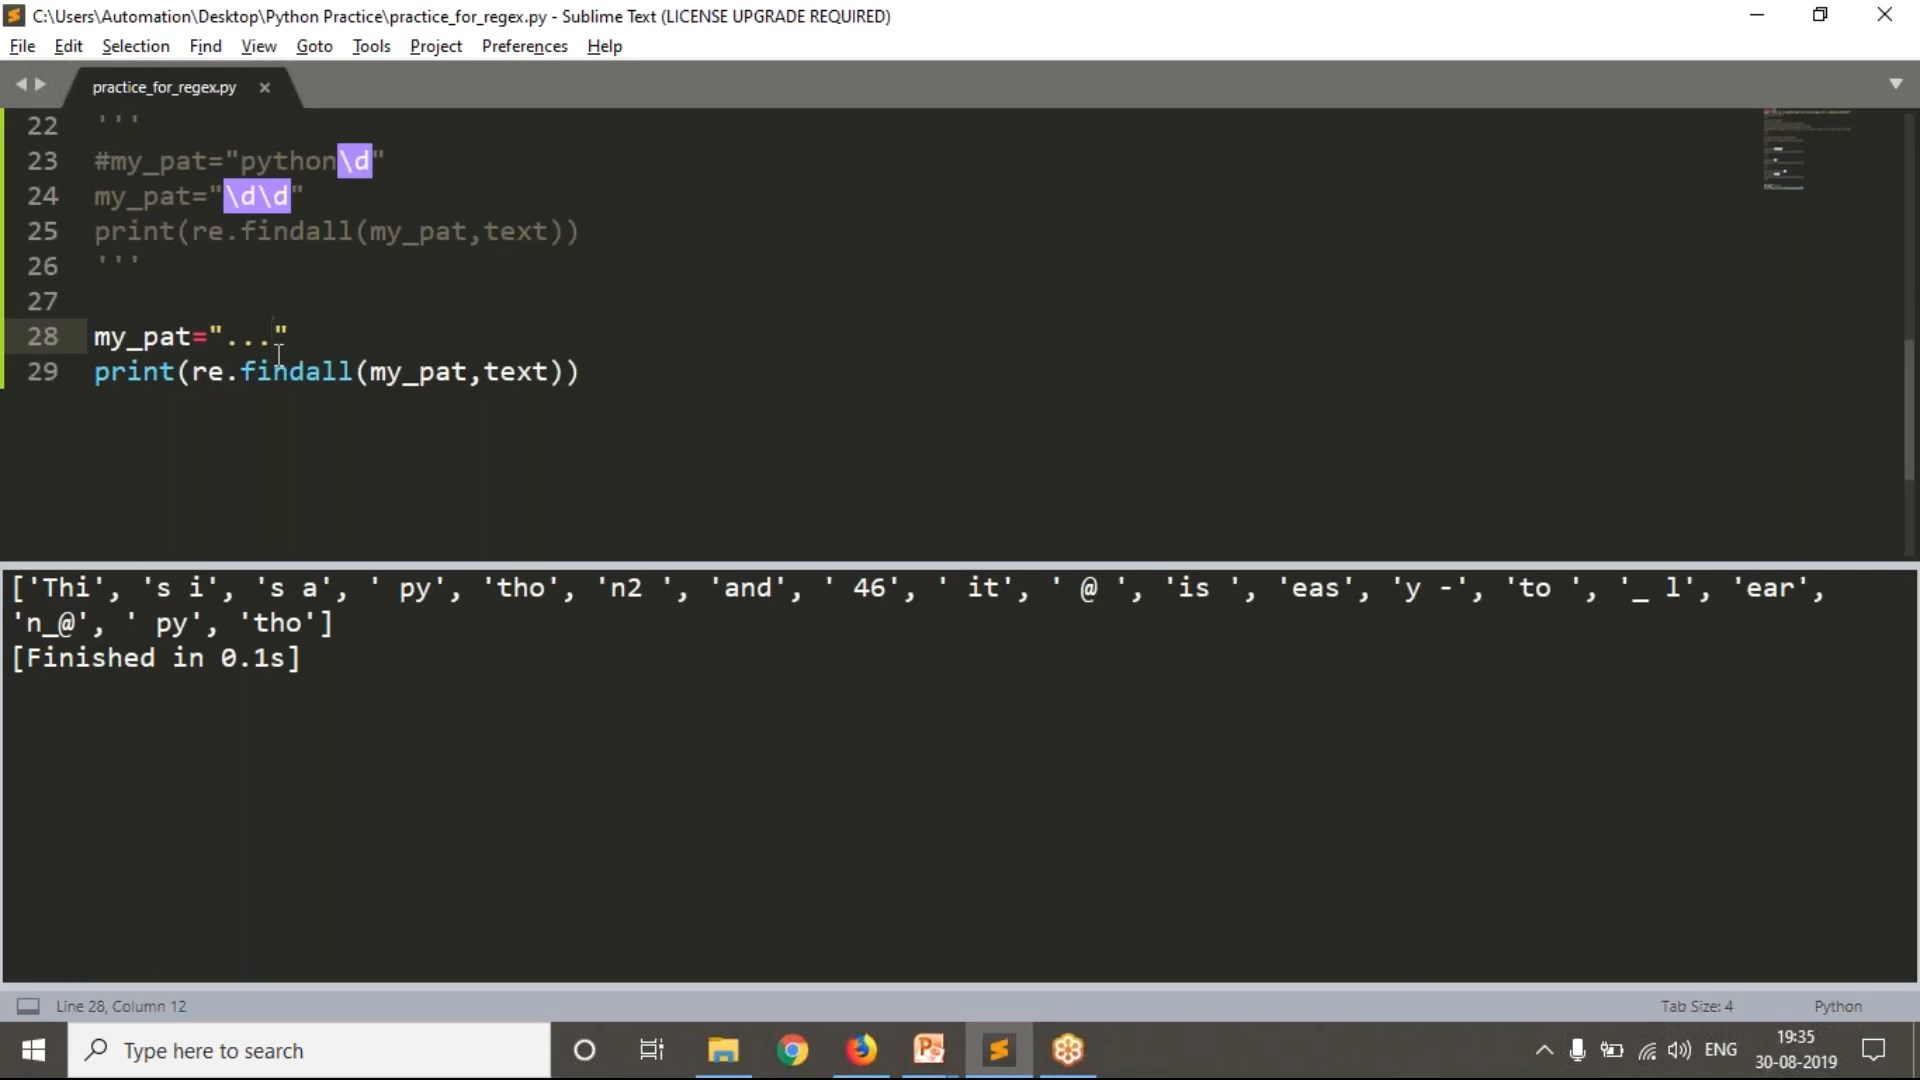 C:\Users\Automation\Desktop\Python Practice\practice_for_regex.py - Sublime Text (LICENSE UPGRADE REQUIRED)
File Edit Selection Find View Goto Tools Project Preferences Help
practice_for_regex.py
22 '''
23 #my_pat="python\d"
24 my_pat="\d\d"
25 print(re.findall(my_pat,text))
26 '''
27
28 my_pat="..."
29 print(re.findall(my_pat,text))
['Thi', 's i', 's a', ' py', 'tho', 'n2 ', 'and', ' 46', ' it', ' @ ', 'is ', 'eas', 'y -', 'to ', '_ l', 'ear',
'n_@', ' py', 'tho']
[Finished in 0.1s]
Line 28, Column 12 Tab Size: 4 Python
Type here to search ENG 19:35
30-08-2019